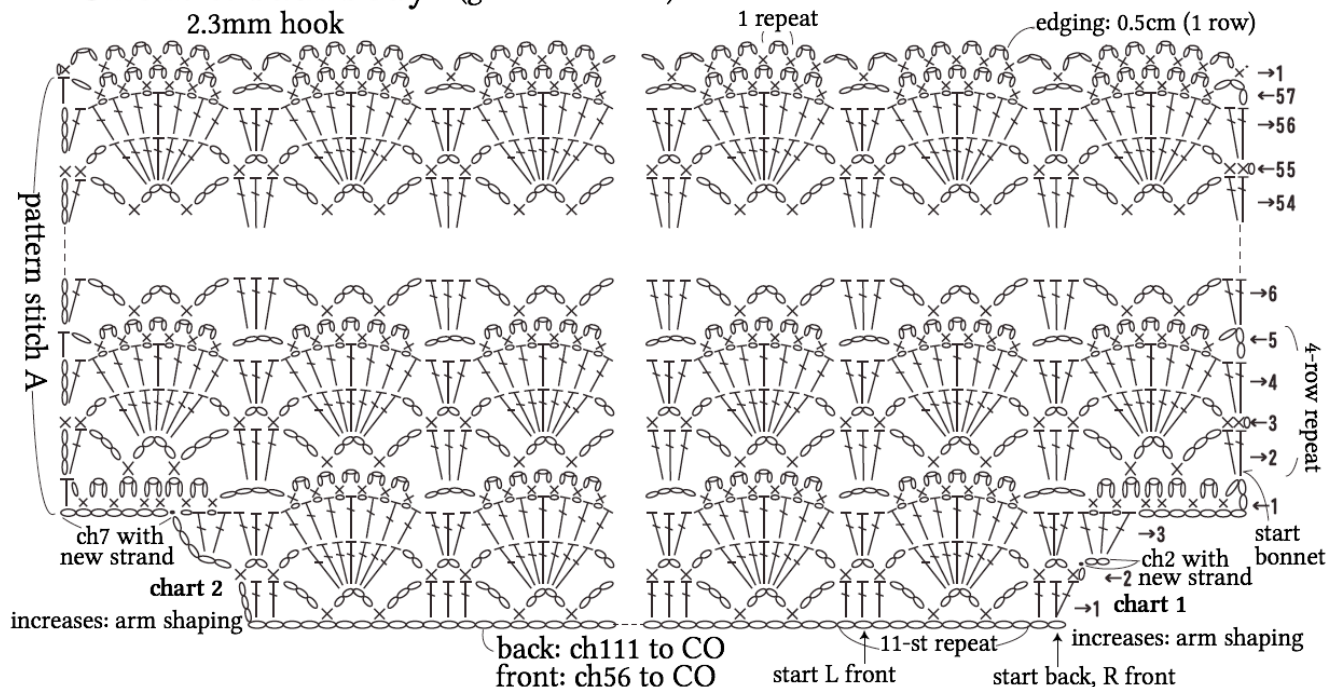 2.3mm hook
1 repeat
edging: 0.5cm (1 row)
→1
←57
→56
←55
→54
pattern stitch A
→6
←5
→4
←3
→2
←1
4-row repeat
ch7 with
new strand
→3
start
bonnet
ch2 with
new strand
←2
chart 2
→1
chart 1
increases: arm shaping
increases: arm shaping
back: ch111 to CO
front: ch56 to CO
11-st repeat
start L front
start back, R front